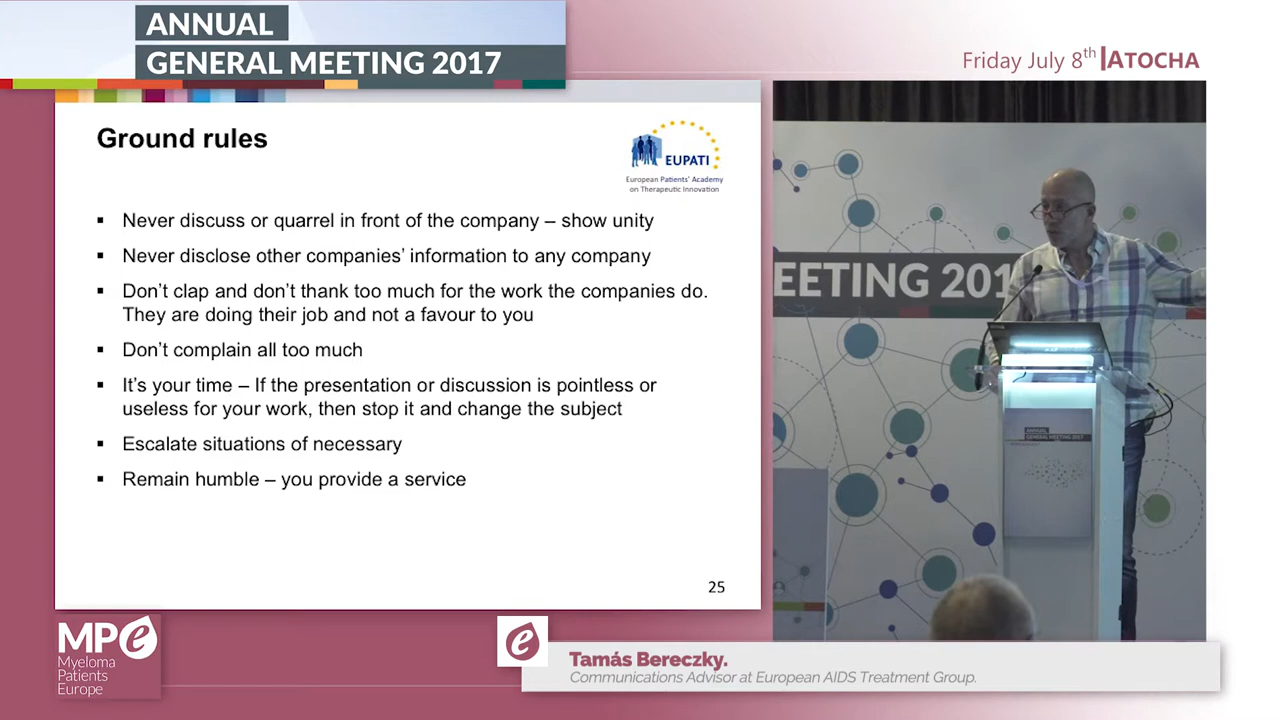 ANNUAL
GENERAL MEETING 2017
Friday July 8th | ATOCHA
Ground rules
EUPATI
European Patients' Academy
on Therapeutic Innovation
▪ Never discuss or quarrel in front of the company – show unity
▪ Never disclose other companies' information to any company
▪ Don't clap and don't thank too much for the work the companies do.
They are doing their job and not a favour to you
▪ Don't complain all too much
▪ It's your time – If the presentation or discussion is pointless or
useless for your work, then stop it and change the subject
▪ Escalate situations of necessary
▪ Remain humble – you provide a service
25
EETING 201
ANNUAL
GENERAL MEETING 2017
MPe
Myeloma
Patients
Europe
e
Tamás Bereczky.
Communications Advisor at European AIDS Treatment Group.